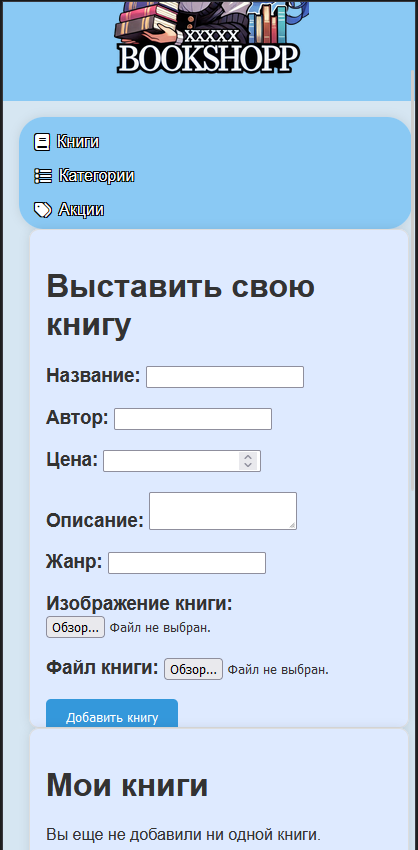 XXXXX
BOOKSHOPP
Книги
Категории
Акции
Выставить свою
книгу
Название:
Автор:
Цена:
Описание:
Жанр:
Изображение книги:
Обзор... Файл не выбран.
Файл книги: Обзор... Файл не выбран.
Добавить книгу
Мои книги
Вы еще не добавили ни одной книги.